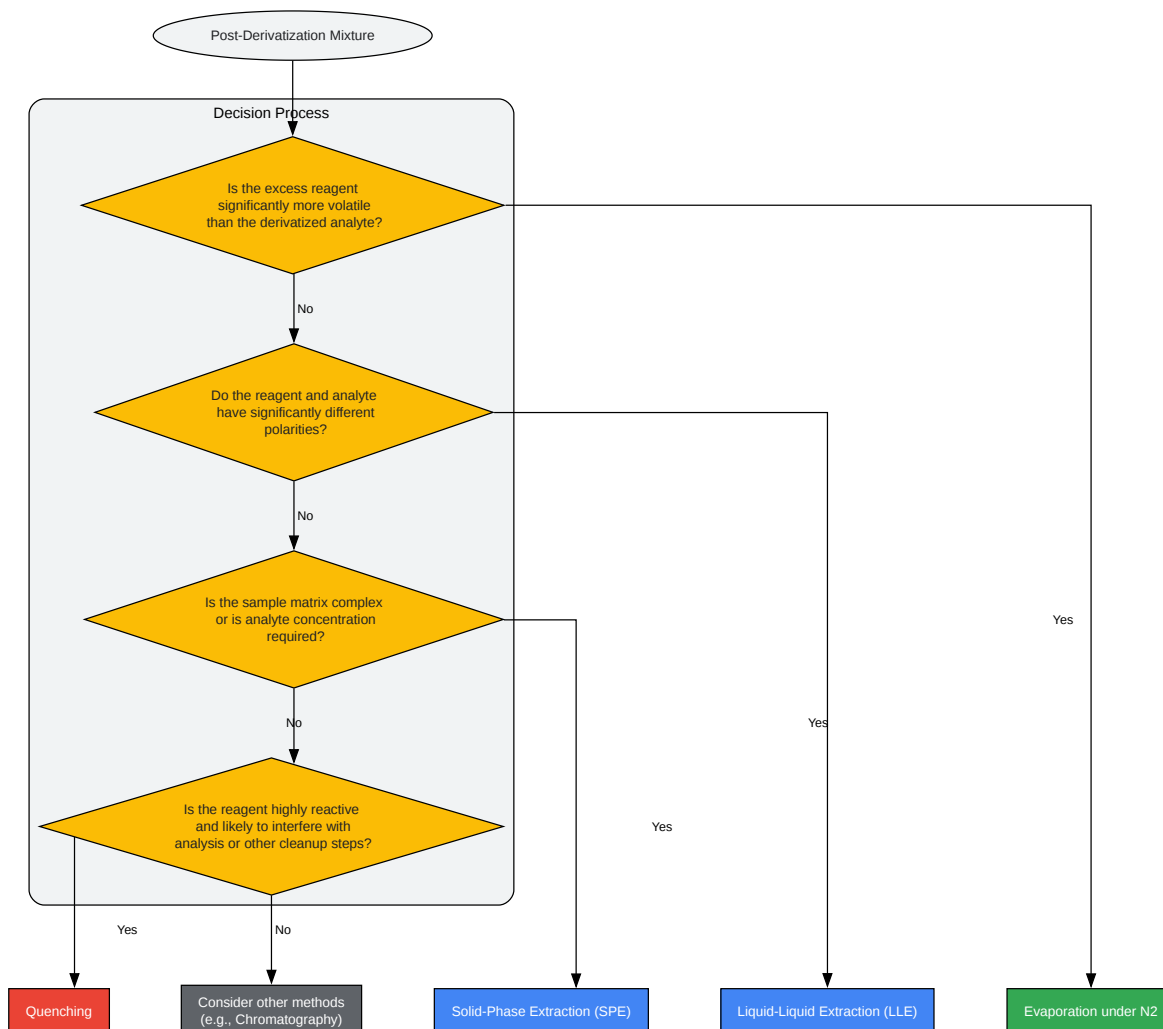 Post-Derivatization Mixture
Decision Process
Is the excess reagent
significantly more volatile
than the derivatized analyte?
No
Do the reagent and analyte
have significantly different
polarities?
No
Is the sample matrix complex
or is analyte concentration
required?
Yes
No
Yes
Is the reagent highly reactive
and likely to interfere with
analysis or other cleanup steps?
Yes
Yes
No
Quenching
Consider other methods
(e.g., Chromatography)
Solid-Phase Extraction (SPE)
Liquid-Liquid Extraction (LLE)
Evaporation under N2